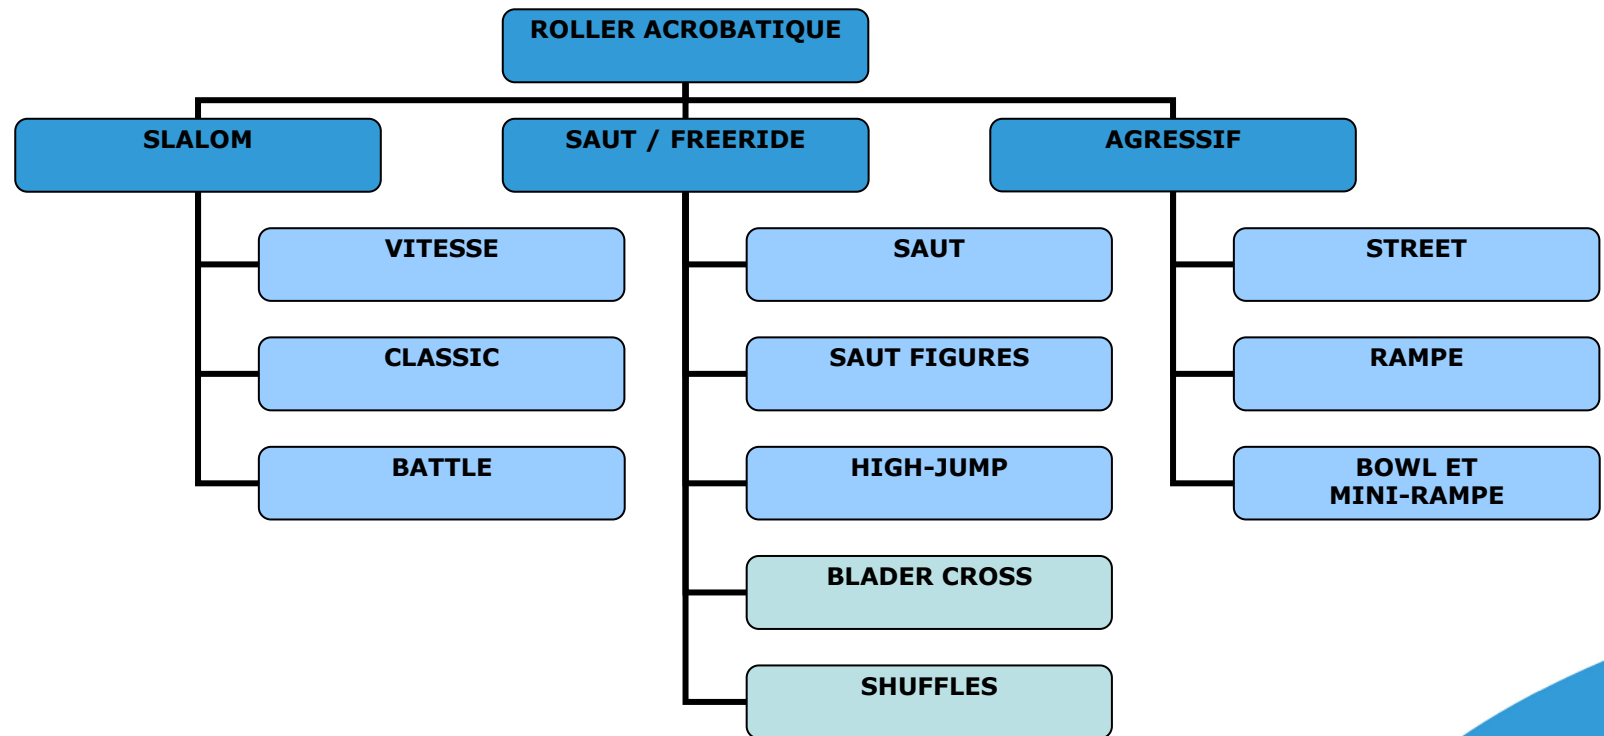 ROLLER ACROBATIQUE
SLALOM
SAUT / FREERIDE
AGRESSIF
VITESSE
SAUT
STREET
CLASSIC
SAUT FIGURES
RAMPE
BATTLE
HIGH-JUMP
BOWL ET
MINI-RAMPE
BLADER CROSS
SHUFFLES